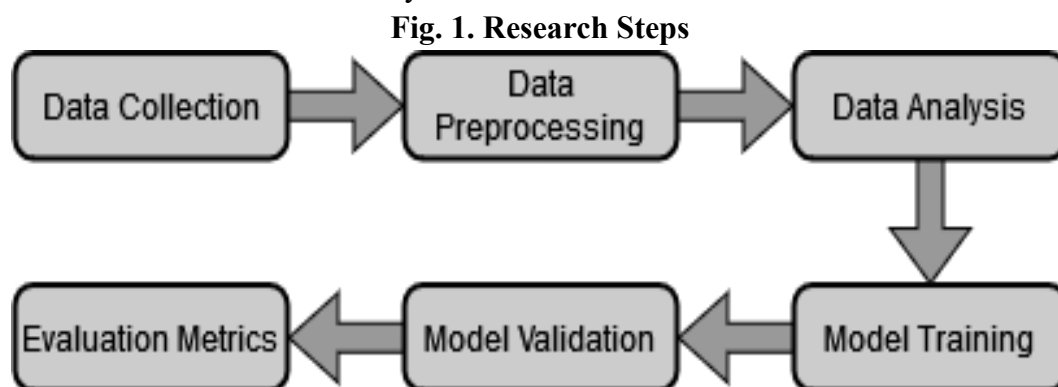 Fig. 1. Research Steps
Data Collection
Data
Preprocessing
Data Analysis
Model Training
Model Validation
Evaluation Metrics